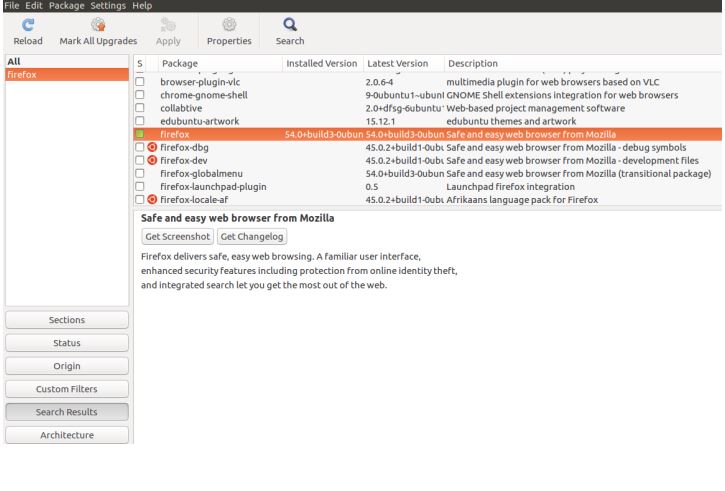 File Edit Package Settings Help
Reload Mark All Upgrades Apply Properties Search
All
firefox
S Package Installed Version Latest Version Description
browser-plugin-vlc 2.0.6-4 multimedia plugin for web browsers based on VLC
chrome-gnome-shell 9-0ubuntu1~ubunt GNOME Shell extensions integration for web browsers
collabtive 2.0+dfsg-6ubuntu Web-based project management software
edubuntu-artwork 15.12.1 edubuntu themes and artwork
firefox 54.0+build3-0ubun 54.0+build3-0ubun Safe and easy web browser from Mozilla
firefox-dbg 45.0.2+build1-0ubu Safe and easy web browser from Mozilla - debug symbols
firefox-dev 45.0.2+build1-0ubu Safe and easy web browser from Mozilla - development files
firefox-globalmenu 54.0+build3-0ubun Safe and easy web browser from Mozilla (transitional package)
firefox-launchpad-plugin 0.5 Launchpad firefox integration
firefox-locale-af 45.0.2+build1-0ubu Afrikaans language pack for Firefox
Safe and easy web browser from Mozilla
Get Screenshot Get Changelog
Firefox delivers safe, easy web browsing. A familiar user interface,
enhanced security features including protection from online identity theft,
and integrated search let you get the most out of the web.
Sections
Status
Origin
Custom Filters
Search Results
Architecture